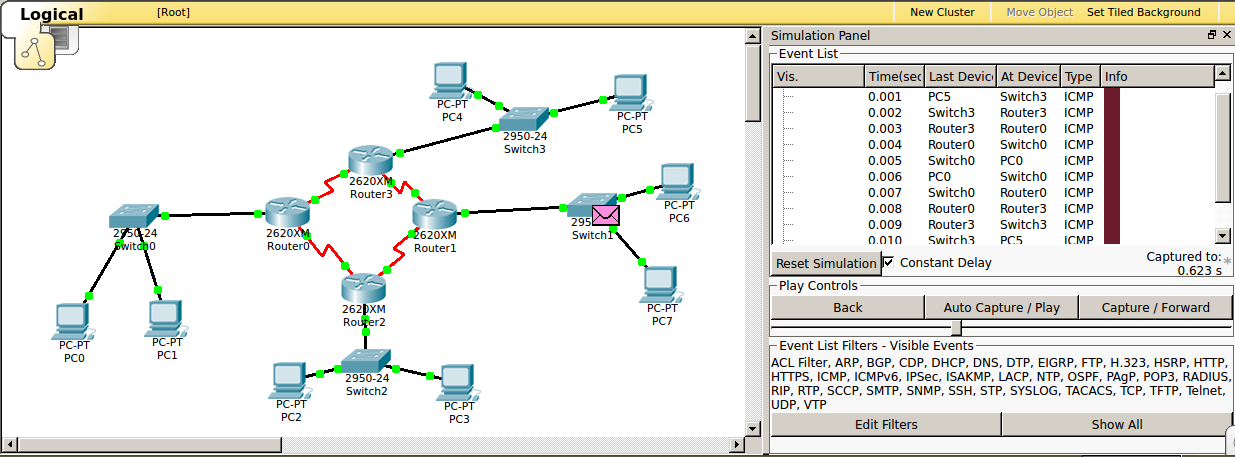 Logical
[Root]
New Cluster
Move Object
Set Tiled Background
PC-PT
PC4
PC-PT
PC5
2950-24
Switch3
2620XM
Router3
PC-PT
PC6
2950-24
Switch0
2620XM
Router0
2620XM
Router1
295
Switch1
2620XM
Router2
PC-PT
PC7
PC-PT
PC0
PC-PT
PC1
2950-24
Switch2
PC-PT
PC2
PC-PT
PC3
Simulation Panel
Event List
Vis. Time(sec Last Device At Device Type Info
0.001 PC5 Switch3 ICMP
0.002 Switch3 Router3 ICMP
0.003 Router3 Router0 ICMP
0.004 Router0 Switch0 ICMP
0.005 Switch0 PC0 ICMP
0.006 PC0 Switch0 ICMP
0.007 Switch0 Router0 ICMP
0.008 Router0 Router3 ICMP
0.009 Router3 Switch3 ICMP
0.010 Switch3 PC5 ICMP
Reset Simulation
Constant Delay
Captured to:
0.623 s
*
Play Controls
Back
Auto Capture / Play
Capture / Forward
Event List Filters - Visible Events
ACL Filter, ARP, BGP, CDP, DHCP, DNS, DTP, EIGRP, FTP, H.323, HSRP, HTTP,
HTTPS, ICMP, ICMPv6, IPSec, ISAKMP, LACP, NTP, OSPF, PAgP, POP3, RADIUS,
RIP, RTP, SCCP, SMTP, SNMP, SSH, STP, SYSLOG, TACACS, TCP, TFTP, Telnet,
UDP, VTP
Edit Filters
Show All